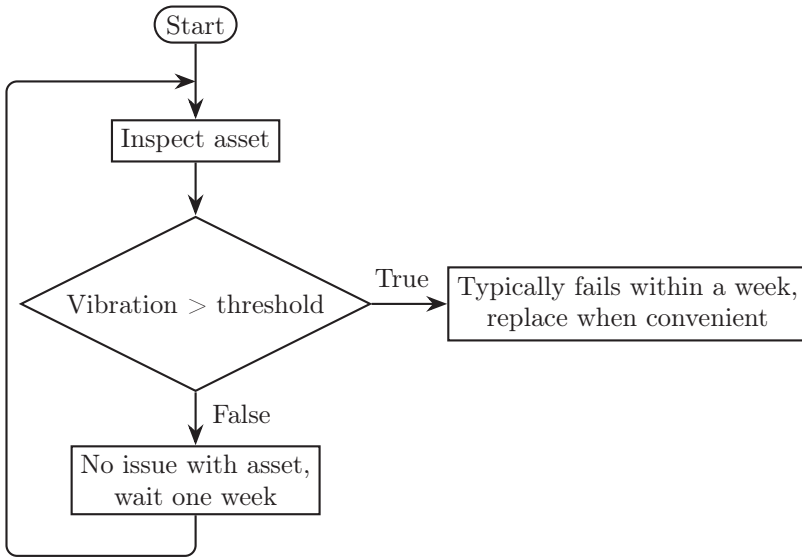 Start
Inspect asset
Vibration > threshold
True
Typically fails within a week,
replace when convenient
False
No issue with asset,
wait one week